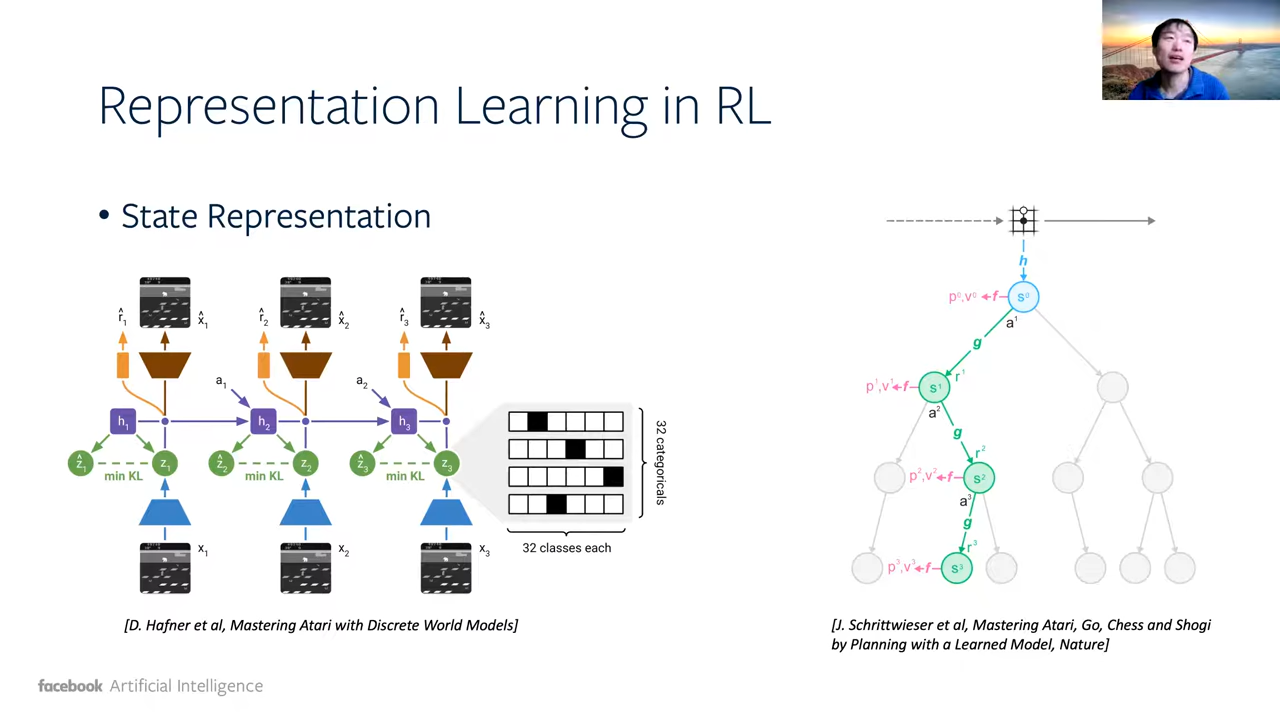 Representation Learning in RL
• State Representation
r̂1 x̂1 r̂2 x̂2 r̂3 x̂3
a1 a2
h1 h2 h3
ẑ1 z1 ẑ2 z2 ẑ3 z3
min KL min KL min KL
x1 x2 x3
32 categoricals
32 classes each
[D. Hafner et al, Mastering Atari with Discrete World Models]
h
p⁰,v⁰ f s⁰
a¹
g
r¹
p¹,v¹ f s¹
a²
g
r²
p²,v² f s²
a³
g
r³
p³,v³ f s³
[J. Schrittwieser et al, Mastering Atari, Go, Chess and Shogi
by Planning with a Learned Model, Nature]
facebook Artificial Intelligence